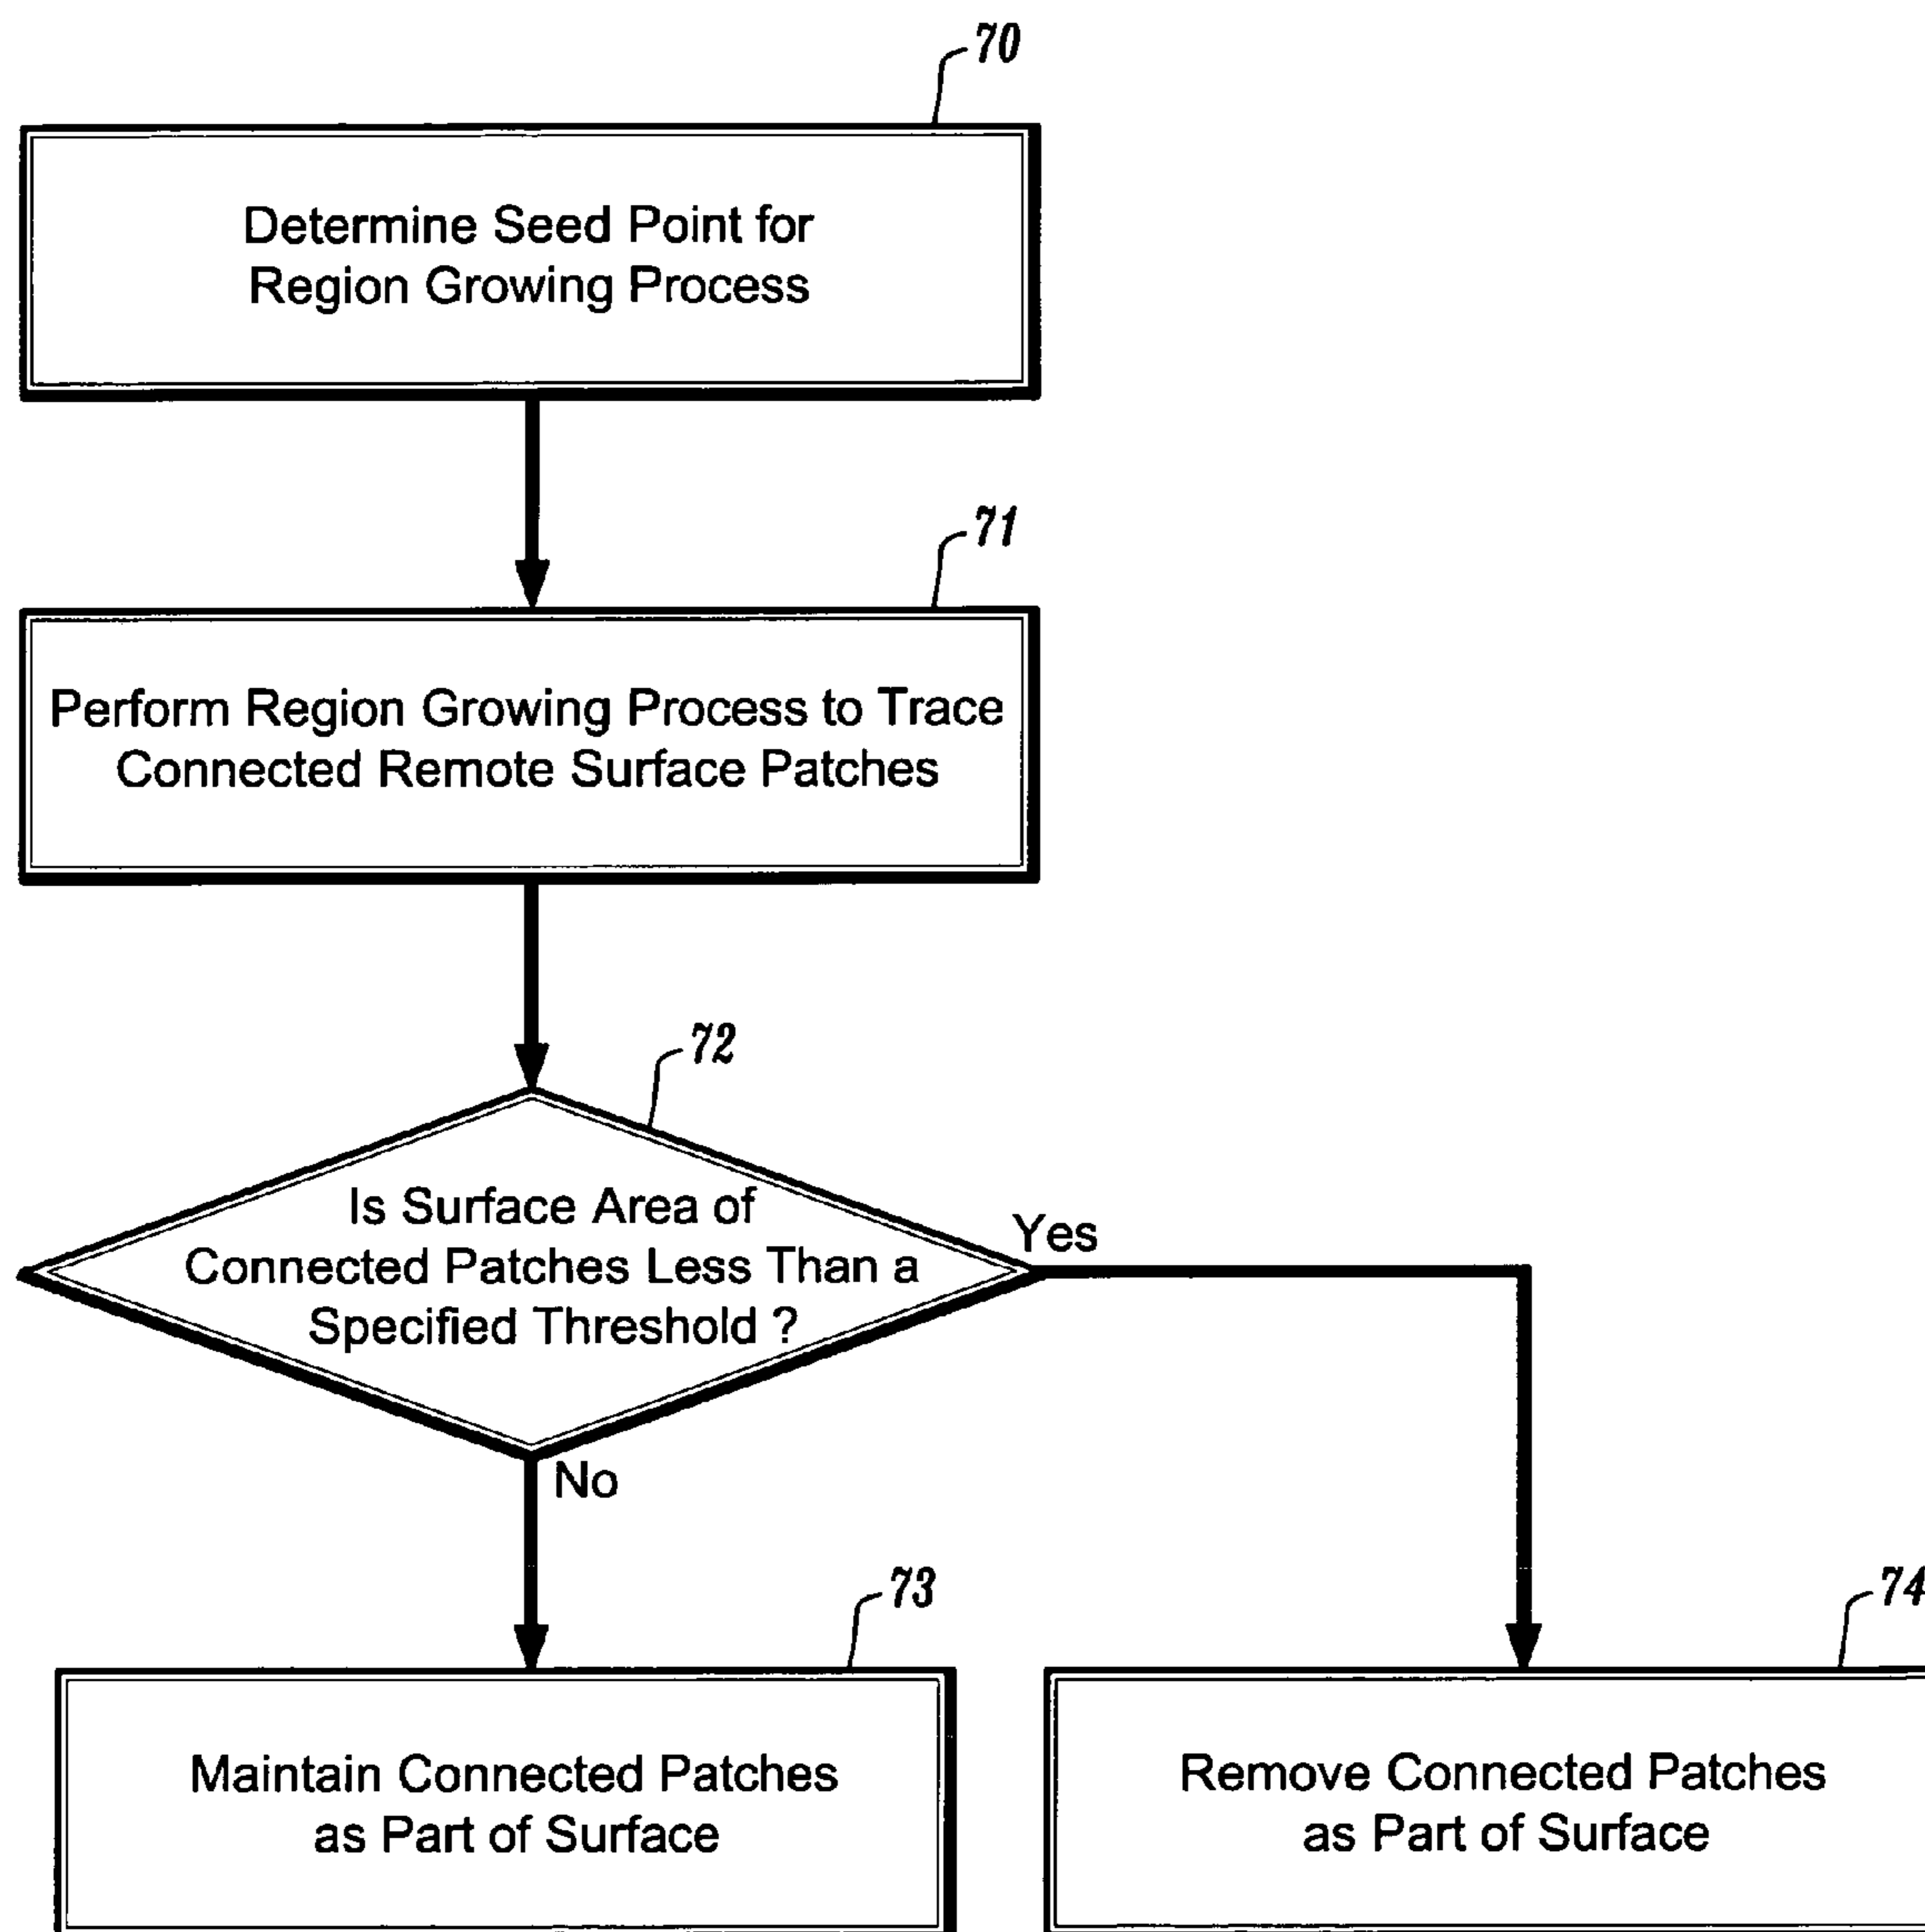 70
Determine Seed Point for
Region Growing Process
71
Perform Region Growing Process to Trace
Connected Remote Surface Patches
72
Is Surface Area of
Connected Patches Less Than a
Specified Threshold ?
Yes
No
73
Maintain Connected Patches
as Part of Surface
74
Remove Connected Patches
as Part of Surface